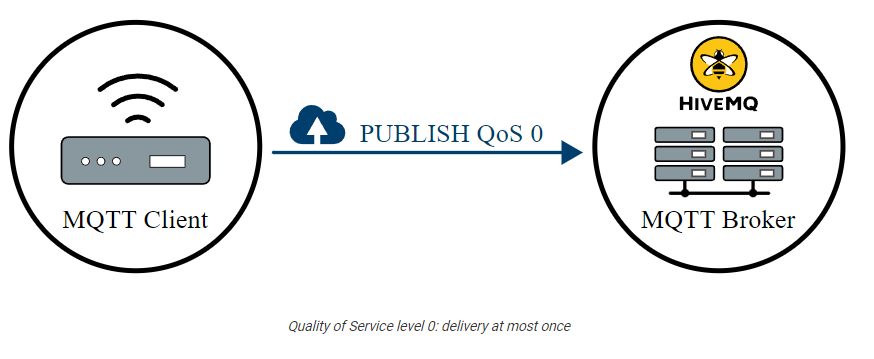 HIVEMQ
PUBLISH QoS 0
MQTT Client
MQTT Broker
Quality of Service level 0: delivery at most once